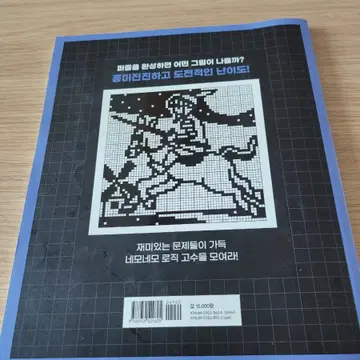 퍼즐을 완성하면 어떤 그림이 나올까?
흥미진진하고 도전적인 난이도!
재미있는 문제들이 가득
네모네모 로직 고수들 모여라!
값 10,000원